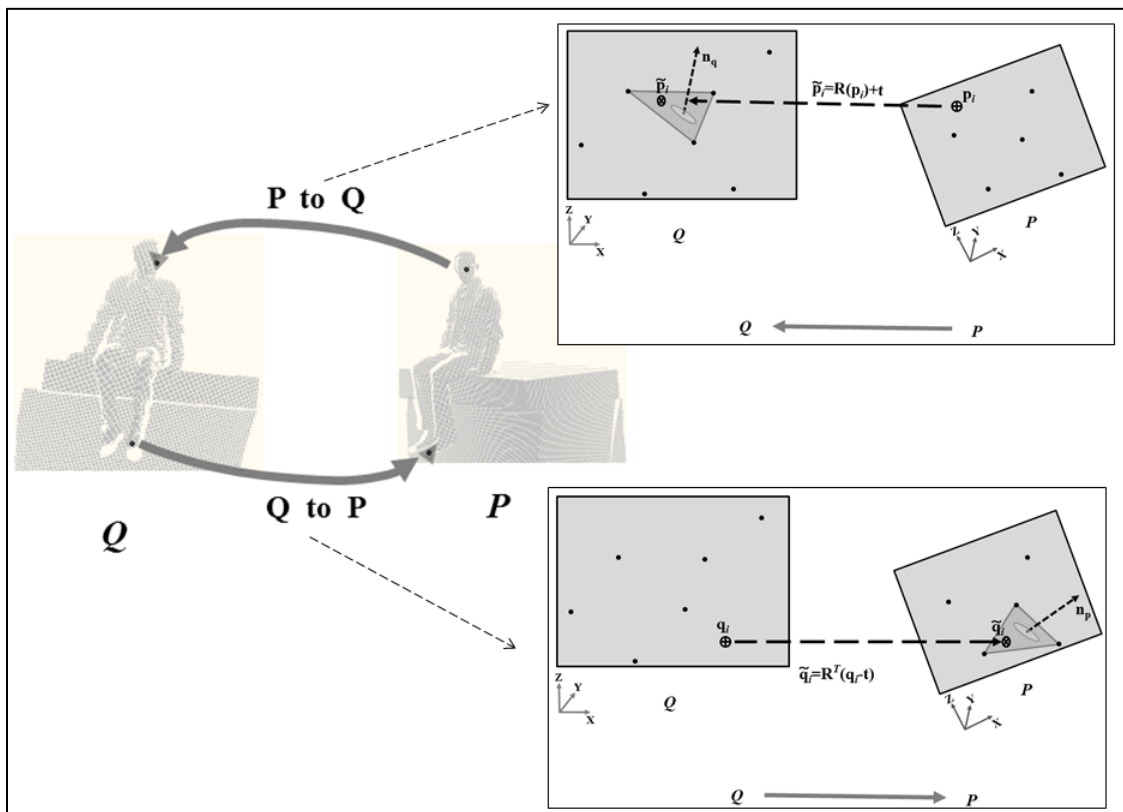 P to Q
Q to P
Q
P
n_q
p̃_i
p̃_i=R(p_i)+t
p_i
Z
Y
X
Q
Z
Y
X
P
Q
P
q_i
q̃_i
n_p
q̃_i=R^T(q_i-t)
Z
Y
X
Q
Z
Y
X
P
Q
P